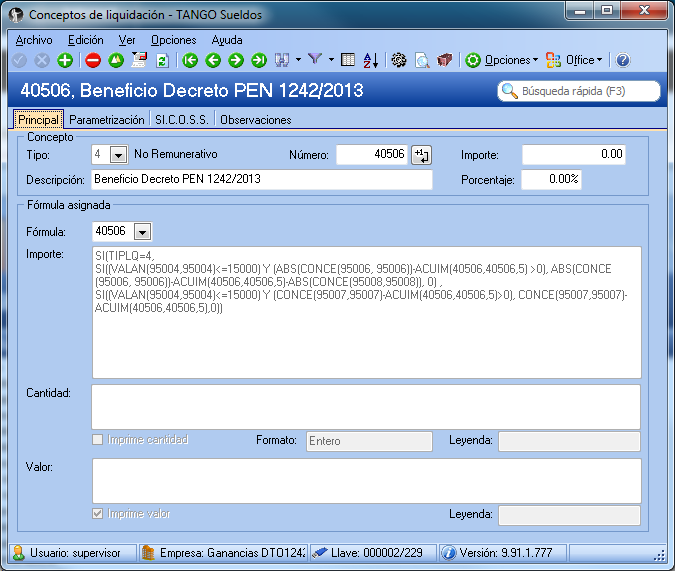 Conceptos de liquidación - TANGO Sueldos
Archivo Edición Ver Opciones Ayuda
Opciones Office
40506, Beneficio Decreto PEN 1242/2013
Búsqueda rápida (F3)
Principal Parametrización SI.C.O.S.S. Observaciones
Concepto
Tipo: 4 No Remunerativo Número: 40506 Importe: 0.00
Descripción: Beneficio Decreto PEN 1242/2013 Porcentaje: 0.00%
Fórmula asignada
Fórmula: 40506
Importe: SI(TIPLQ=4,
SI((VALAN(95004,95004)<=15000) Y (ABS(CONCE(95006, 95006))-ACUIM(40506,40506,5) >0), ABS(CONCE
(95006, 95006))-ACUIM(40506,40506,5)-ABS(CONCE(95008,95008)), 0) ,
SI((VALAN(95004,95004)<=15000) Y (CONCE(95007,95007)-ACUIM(40506,40506,5)>0), CONCE(95007,95007)-
ACUIM(40506,40506,5),0))
Cantidad:
Imprime cantidad Formato: Entero Leyenda:
Valor:
Imprime valor Leyenda:
Usuario: supervisor Empresa: Ganancias DTO1242 Llave: 000002/229 Versión: 9.91.1.777